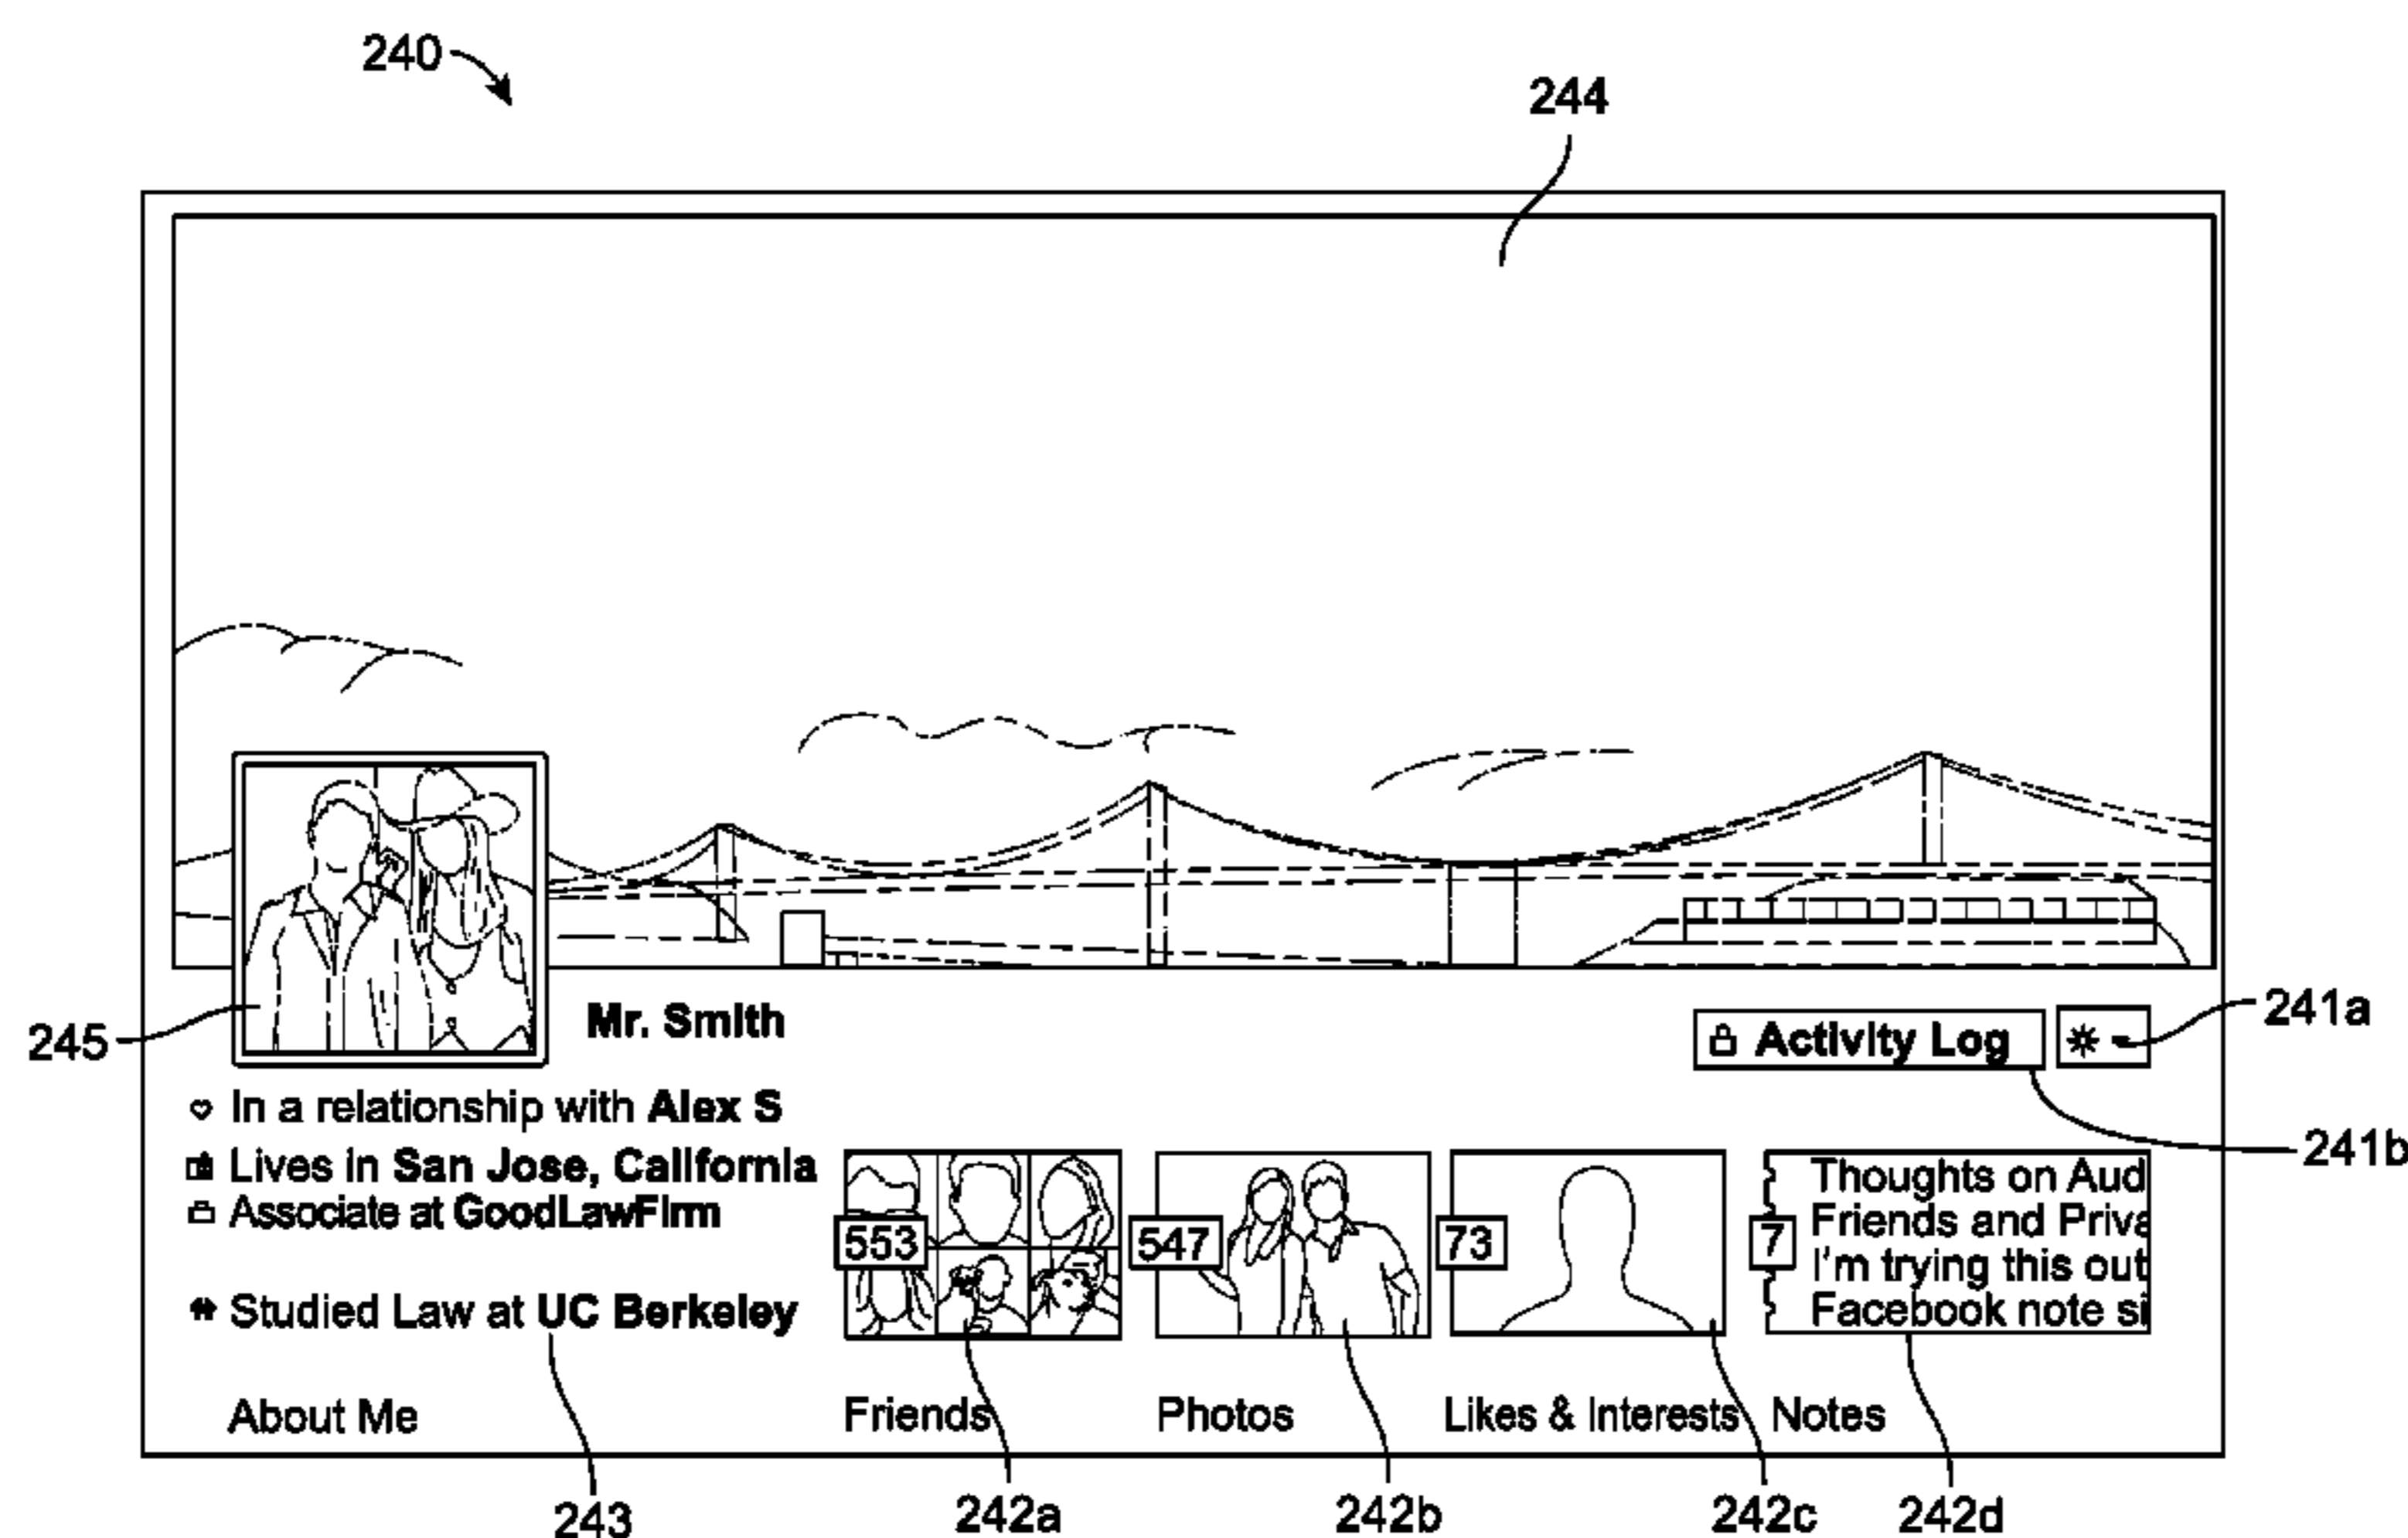 240
244
245
Mr. Smith
Activity Log
241a
241b
In a relationship with Alex S
Lives in San Jose, California
Associate at GoodLawFirm
Studied Law at UC Berkeley
About Me
553
Friends
547
Photos
73
Likes & Interests
7
Thoughts on Aud
Friends and Priva
I'm trying this out
Facebook note si
Notes
243
242a
242b
242c
242d